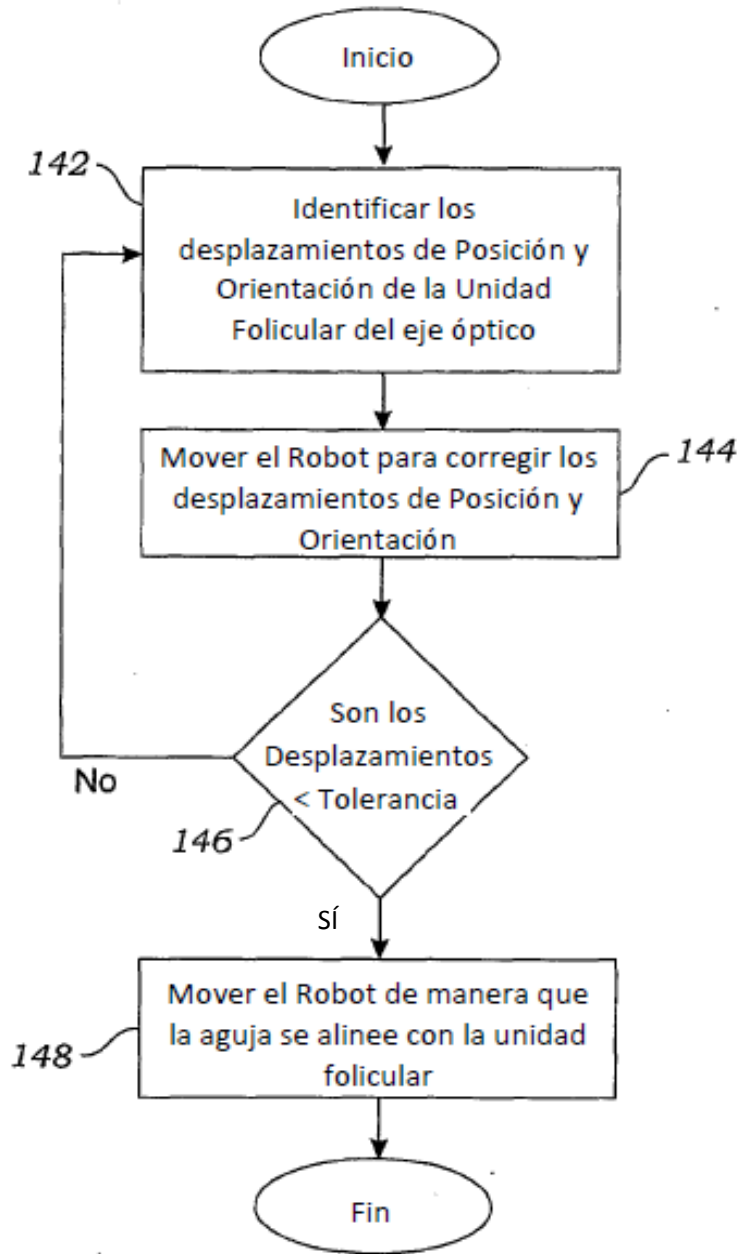 Inicio
142
Identificar los
desplazamientos de Posición y
Orientación de la Unidad
Folicular del eje óptico
Mover el Robot para corregir los
desplazamientos de Posición y
Orientación
144
Son los
Desplazamientos
< Tolerancia
No
146
SÍ
Mover el Robot de manera que
la aguja se alinee con la unidad
folicular
148
Fin